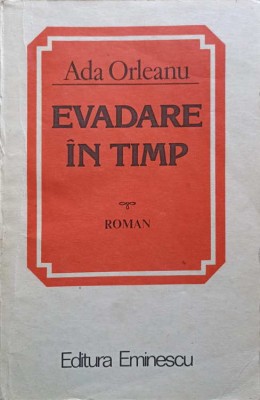 Ada Orleanu
EVADARE
ÎN TIMP
ROMAN
Editura Eminescu